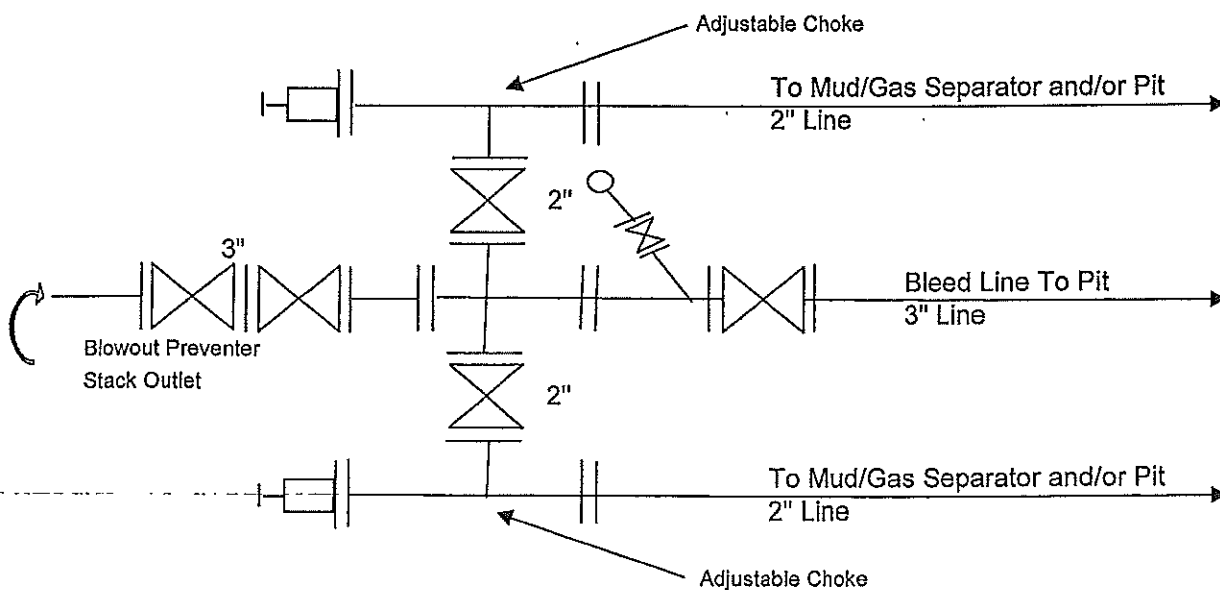 Adjustable Choke
To Mud/Gas Separator and/or Pit
2" Line
2"
3"
Bleed Line To Pit
3" Line
Blowout Preventer
Stack Outlet
2"
To Mud/Gas Separator and/or Pit
2" Line
Adjustable Choke